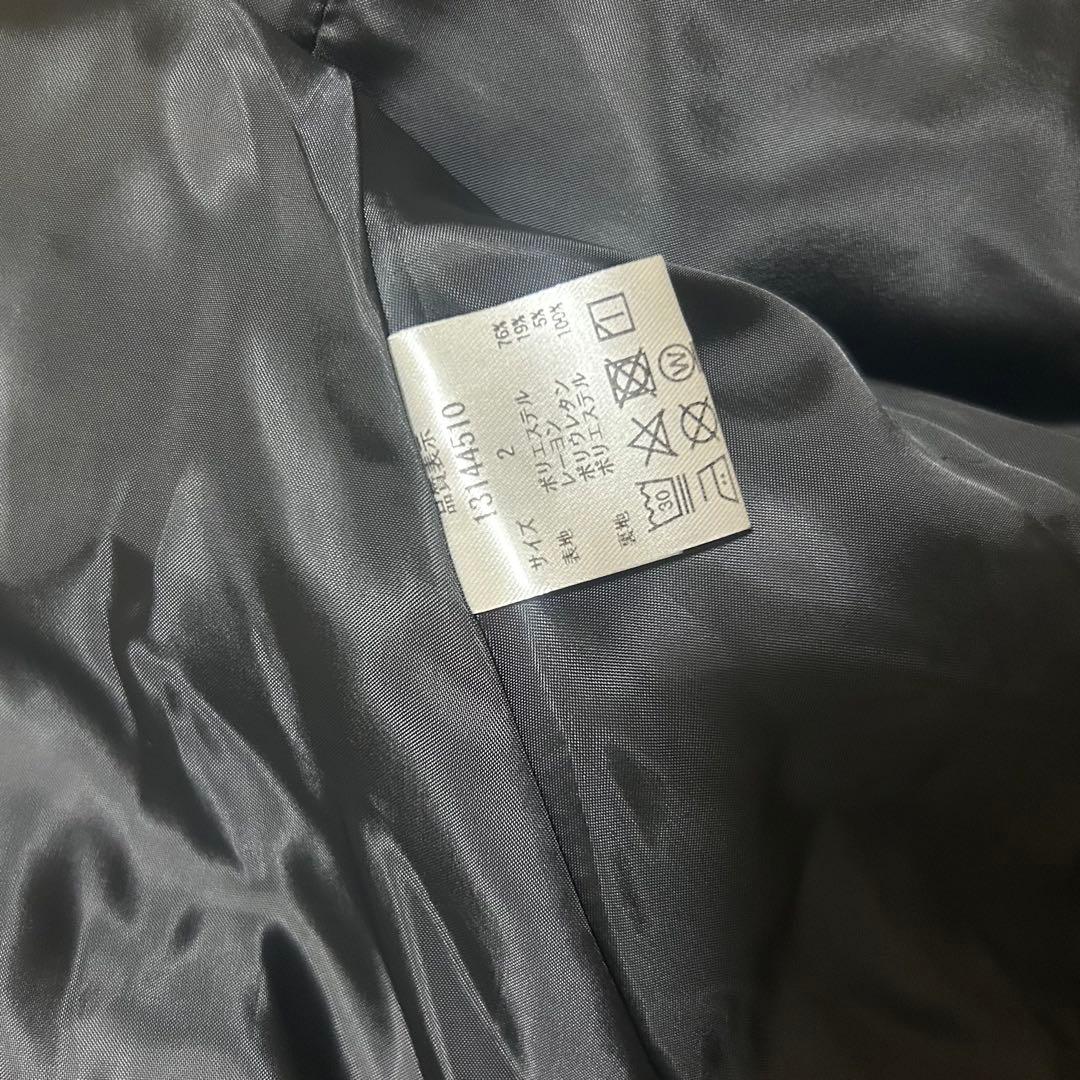 品質表示
13144510
サイズ 2
表地 ポリエステル 76%
レーヨン 19%
ポリウレタン 5%
裏地 ポリエステル 100%
30
W